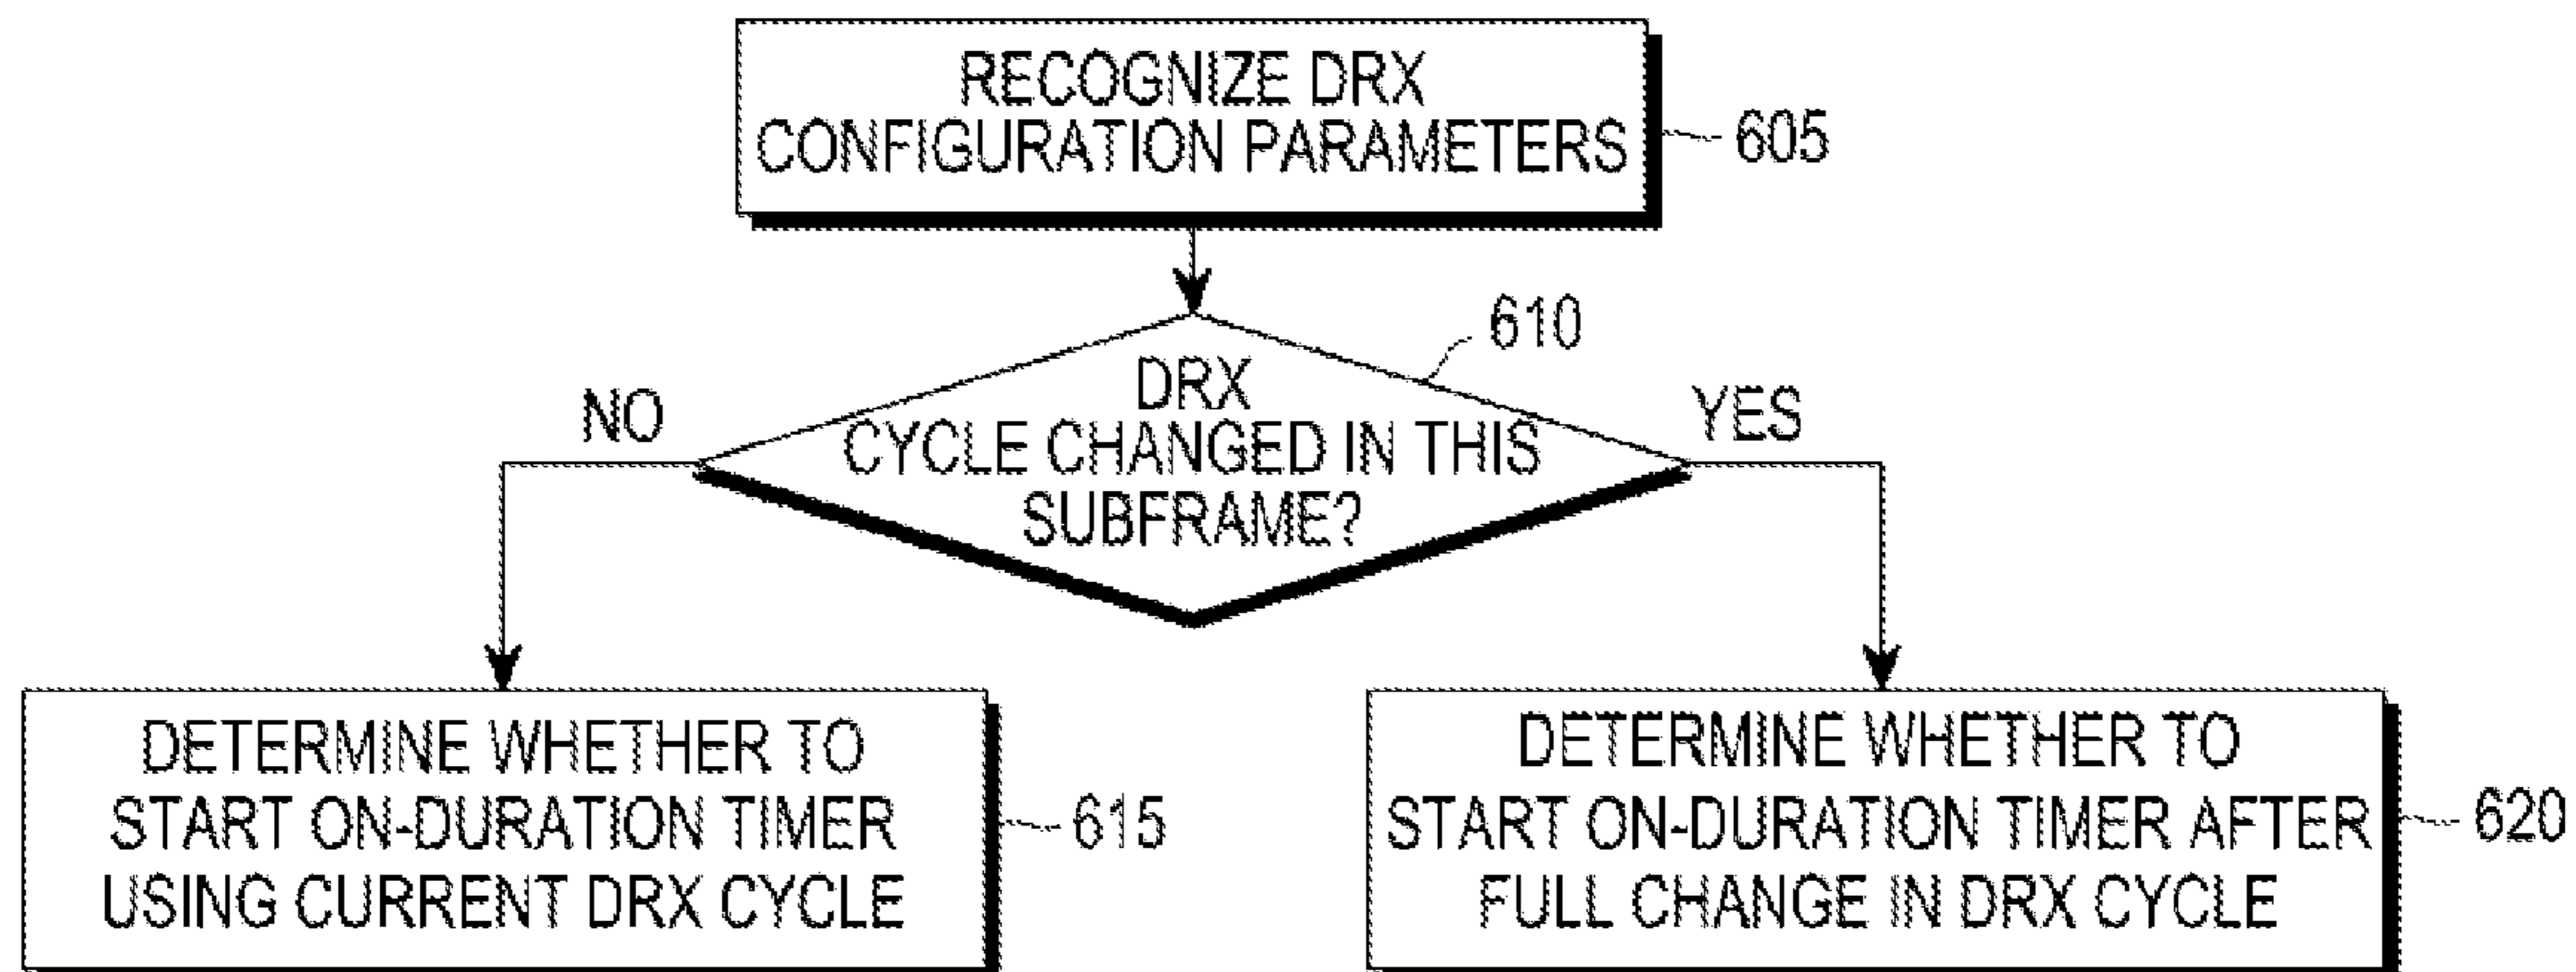 RECOGNIZE DRX
CONFIGURATION PARAMETERS
605
610
DRX
CYCLE CHANGED IN THIS
SUBFRAME?
NO
YES
DETERMINE WHETHER TO
START ON-DURATION TIMER
USING CURRENT DRX CYCLE
615
DETERMINE WHETHER TO
START ON-DURATION TIMER AFTER
FULL CHANGE IN DRX CYCLE
620